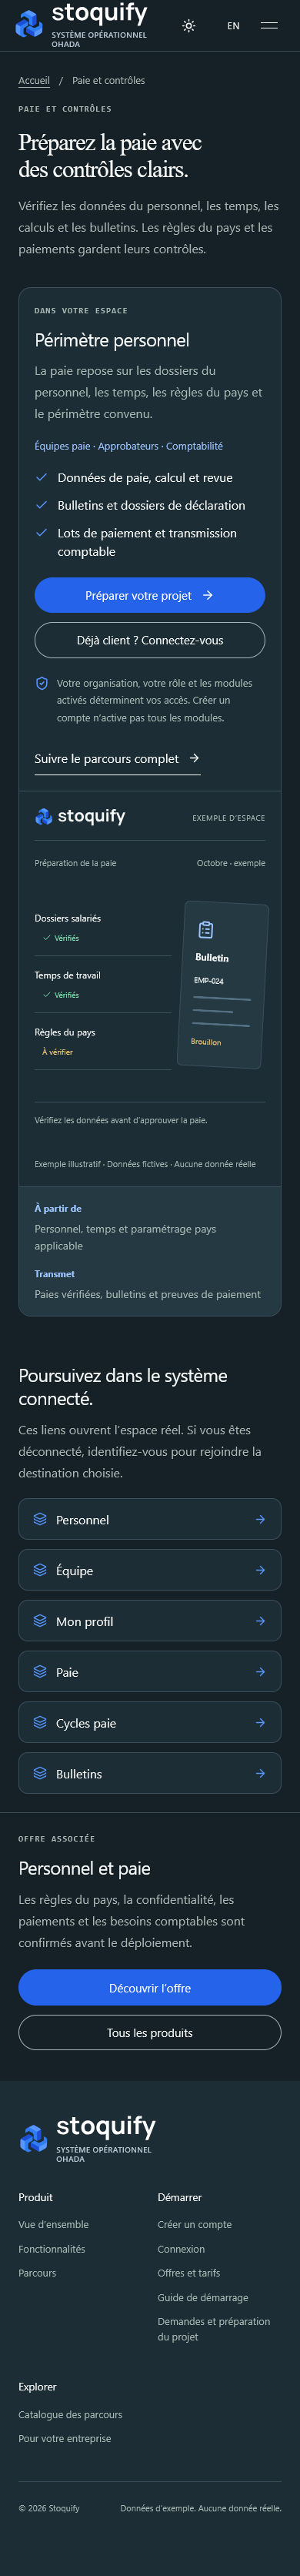 stoquify
SYSTÈME OPÉRATIONNEL
OHADA
EN
Accueil / Paie et contrôles
PAIE ET CONTRÔLES
Préparez la paie avec
des contrôles clairs.
Vérifiez les données du personnel, les temps, les
calculs et les bulletins. Les règles du pays et les
paiements gardent leurs contrôles.
DANS VOTRE ESPACE
Périmètre personnel
La paie repose sur les dossiers du
personnel, les temps, les règles du pays et
le périmètre convenu.
Équipes paie · Approbateurs · Comptabilité
Données de paie, calcul et revue
Bulletins et dossiers de déclaration
Lots de paiement et transmission
comptable
Préparer votre projet
Déjà client ? Connectez-vous
Votre organisation, votre rôle et les modules
activés déterminent vos accès. Créer un
compte n'active pas tous les modules.
Suivre le parcours complet
stoquify
EXEMPLE D'ESPACE
Préparation de la paie
Octobre · exemple
Dossiers salariés
Vérifiés
Temps de travail
Vérifiés
Règles du pays
À vérifier
Bulletin
EMP-024
Brouillon
Vérifiez les données avant d'approuver la paie.
Exemple illustratif · Données fictives · Aucune donnée réelle
À partir de
Personnel, temps et paramétrage pays
applicable
Transmet
Paies vérifiées, bulletins et preuves de paiement
Poursuivez dans le système
connecté.
Ces liens ouvrent l'espace réel. Si vous êtes
déconnecté, identifiez-vous pour rejoindre la
destination choisie.
Personnel
Équipe
Mon profil
Paie
Cycles paie
Bulletins
OFFRE ASSOCIÉE
Personnel et paie
Les règles du pays, la confidentialité, les
paiements et les besoins comptables sont
confirmés avant le déploiement.
Découvrir l'offre
Tous les produits
stoquify
SYSTÈME OPÉRATIONNEL
OHADA
Produit
Vue d'ensemble
Fonctionnalités
Parcours
Démarrer
Créer un compte
Connexion
Offres et tarifs
Guide de démarrage
Demandes et préparation
du projet
Explorer
Catalogue des parcours
Pour votre entreprise
© 2026 Stoquify
Données d'exemple. Aucune donnée réelle.